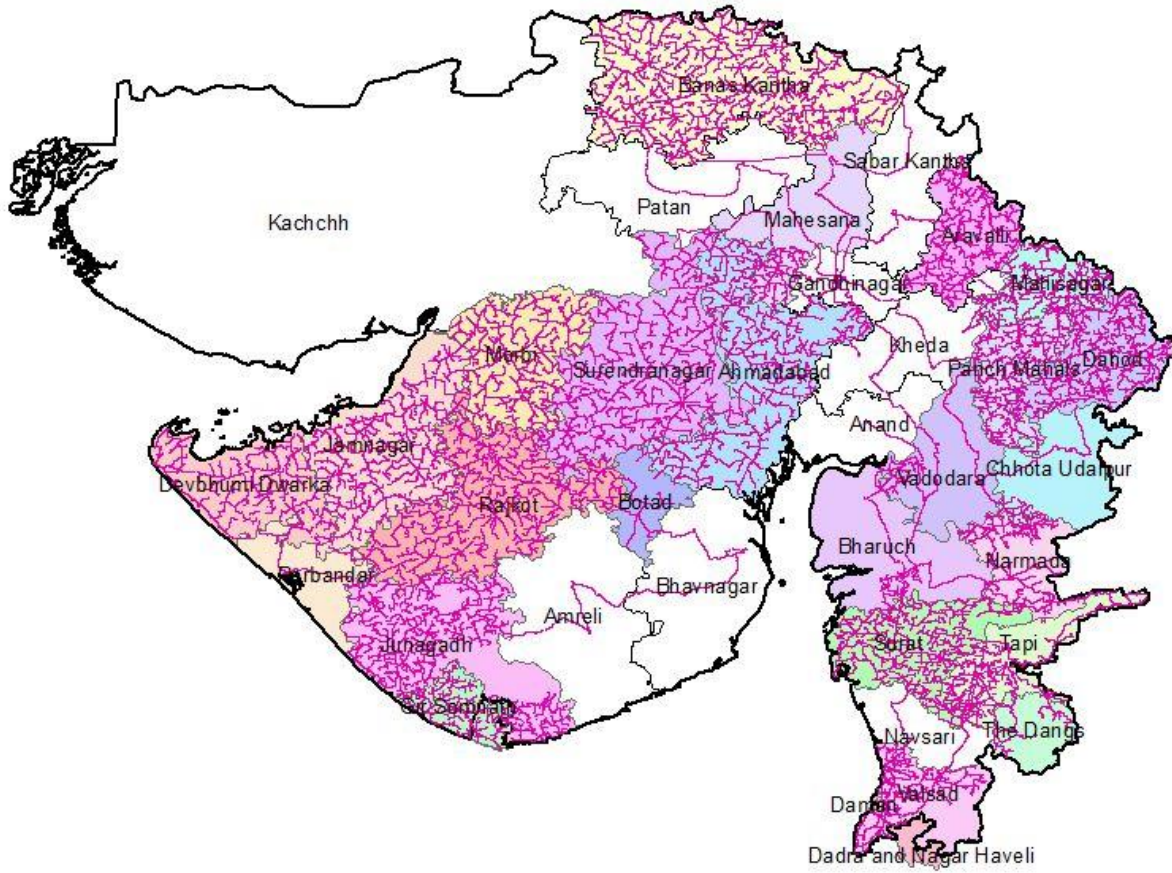 Banas Kantha
Sabar Kantha
Kachchh
Patan
Mahesana
Aravalli
Gandhinagar
Mahisagar
Kheda
Morbi
Surendranagar
Ahmadabad
Panch Mahals
Dahod
Anand
Jamnagar
Chhota Udaipur
Devbhumi Dwarka
Vadodara
Rajkot
Botad
Bharuch
Narmada
Porbandar
Bhavnagar
Amreli
Junagadh
Surat
Tapi
Gir Somnath
Navsari
The Dangs
Valsad
Daman
Dadra and Nagar Haveli